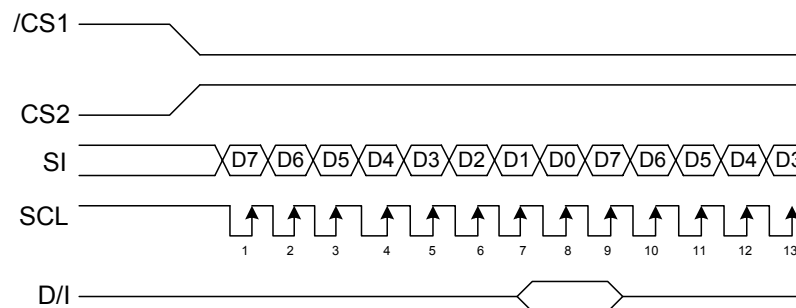 /CS1
CS2
SI D7 D6 D5 D4 D3 D2 D1 D0 D7 D6 D5 D4 D3
SCL
1 2 3 4 5 6 7 8 9 10 11 12 13
D/I